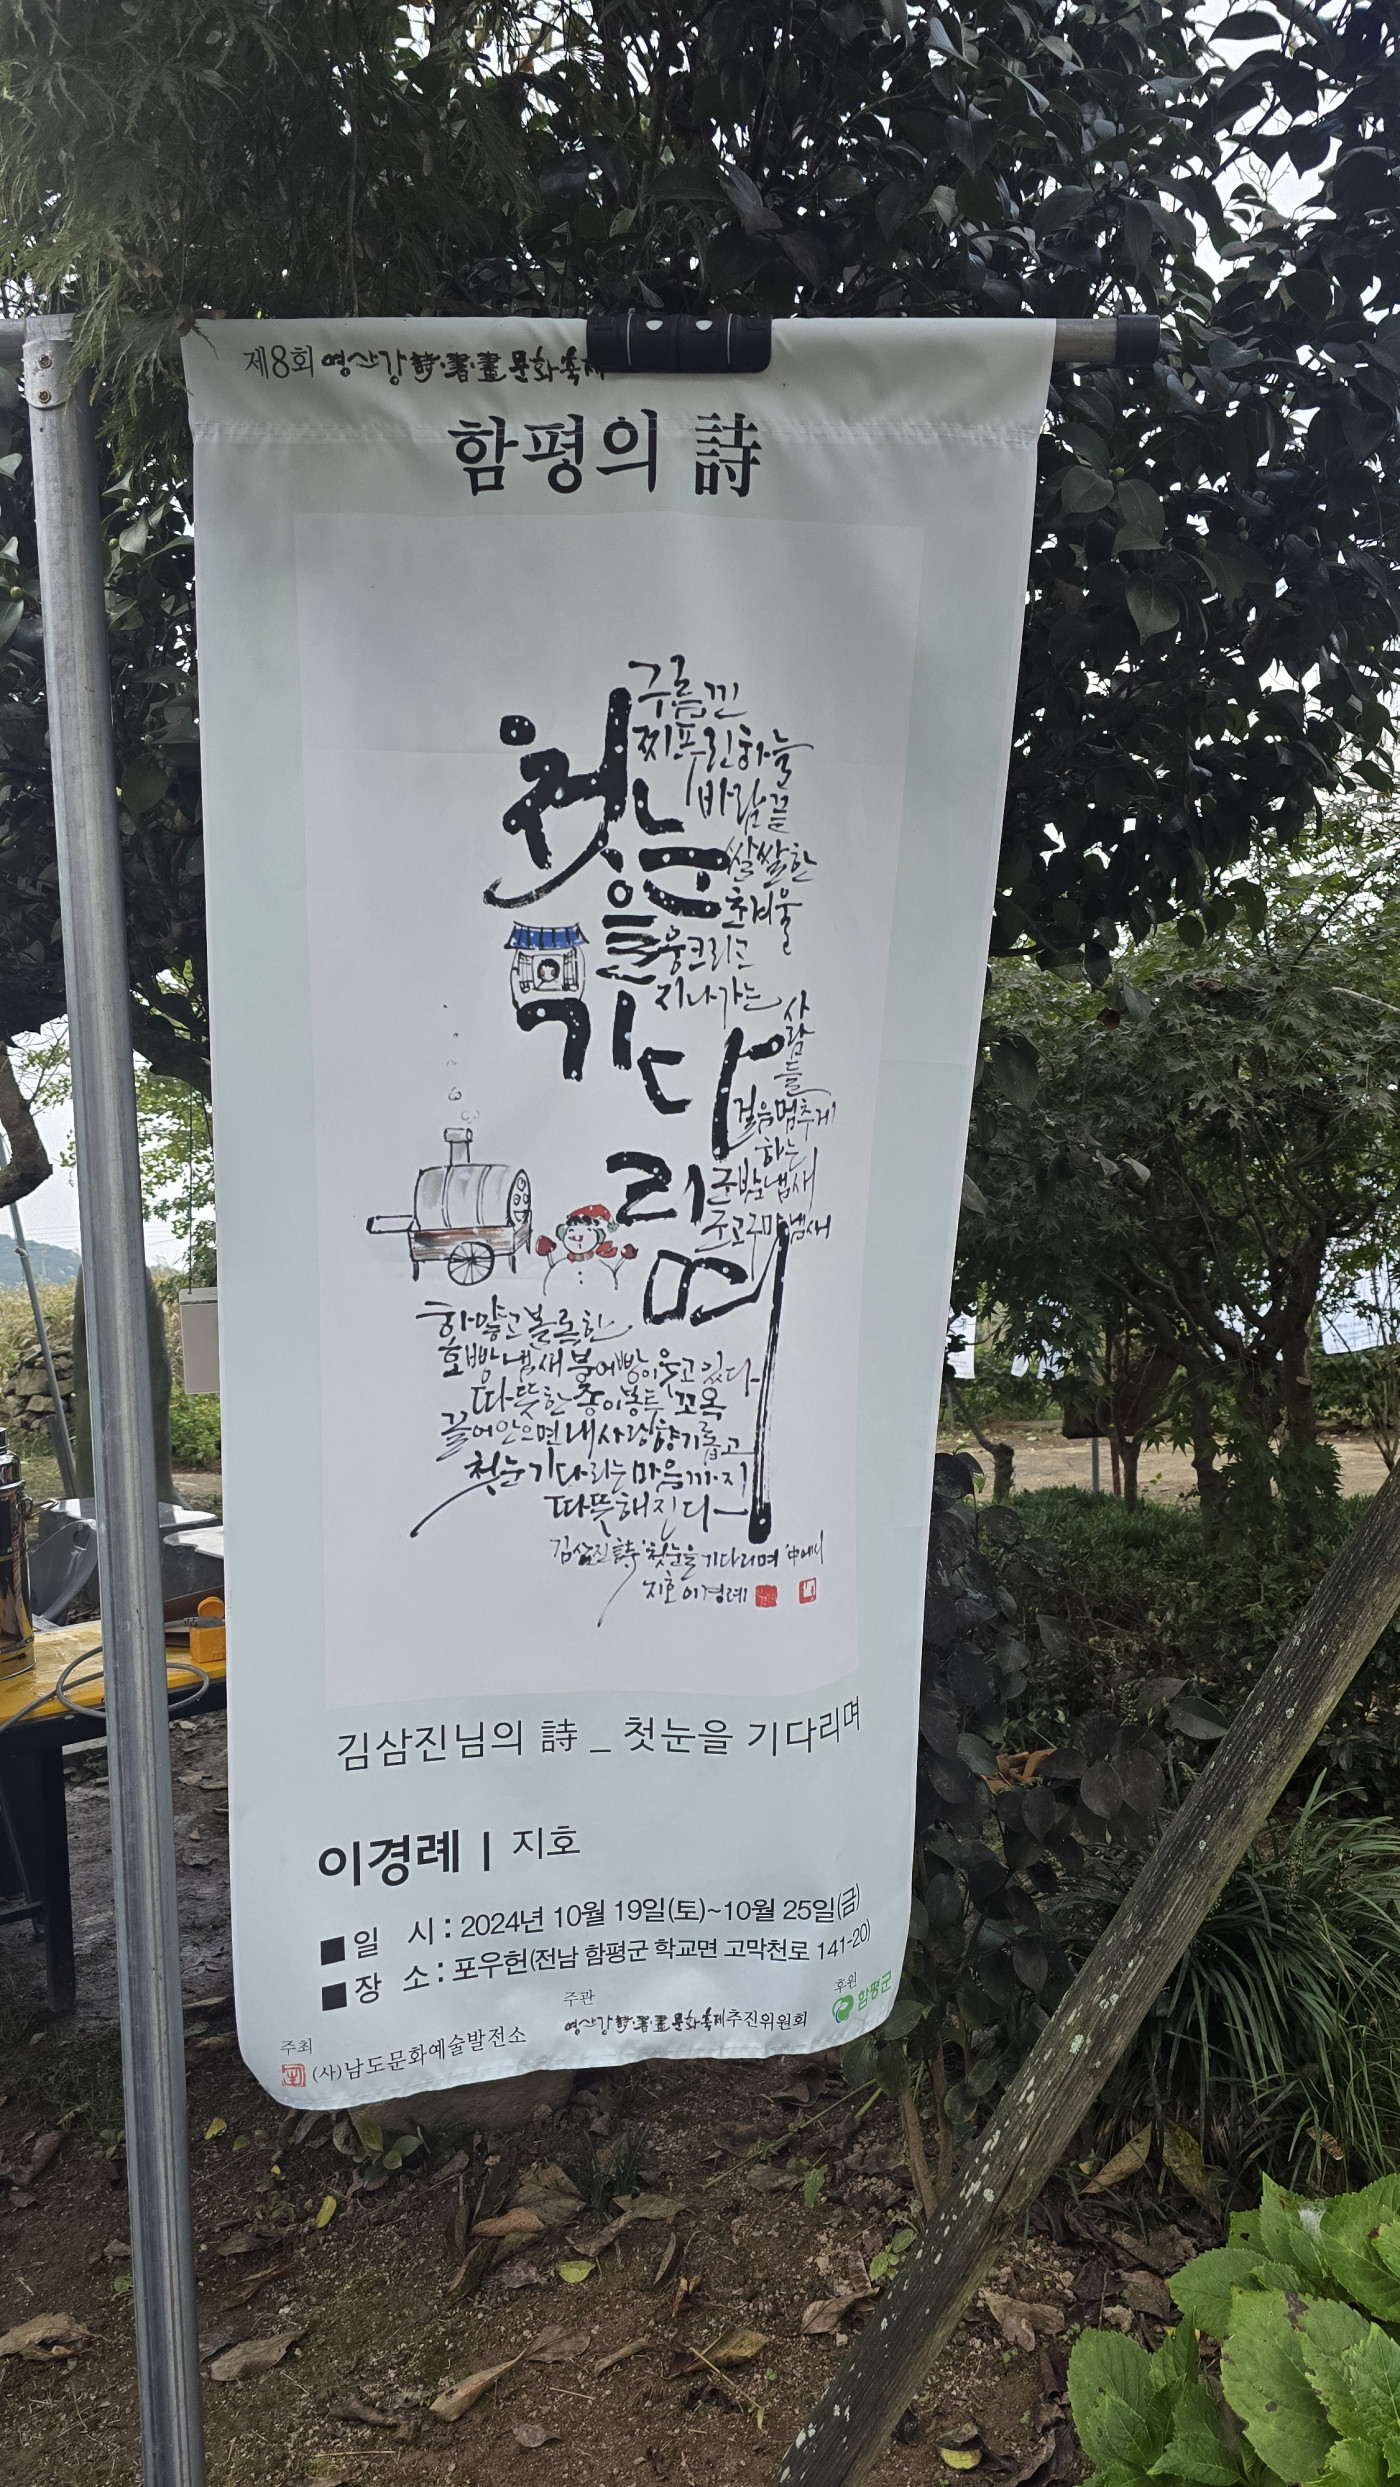 제8회 영산강 詩·書·畫 문화축제
함평의 詩
첫눈을 기다리며
구름 낀
찌푸린 하늘
바람 끝
쌀쌀한
초겨울
웅크리고
지나가는
사람들
걸음 멈추게
하는
군밤 냄새
군고구마 냄새
하얗고 볼록한
호빵 냄새 붕어빵이 웃고 있다
따뜻한 종이봉투 꼬옥
끌어안으면 내 사랑 향기롭고
첫눈 기다리는 마음까지
따뜻해진다
김삼진 詩 '첫눈을 기다리며' 中에서
지호 이경례
김삼진님의 詩 _ 첫눈을 기다리며
이경례 | 지호
■ 일 시 : 2024년 10월 19일(토)~10월 25일(금)
■ 장 소 : 포우헌(전남 함평군 학교면 고막천로 141-20)
주최
(사)남도문화예술발전소
주관
영산강 詩·書·畫 문화축제추진위원회
후원
함평군